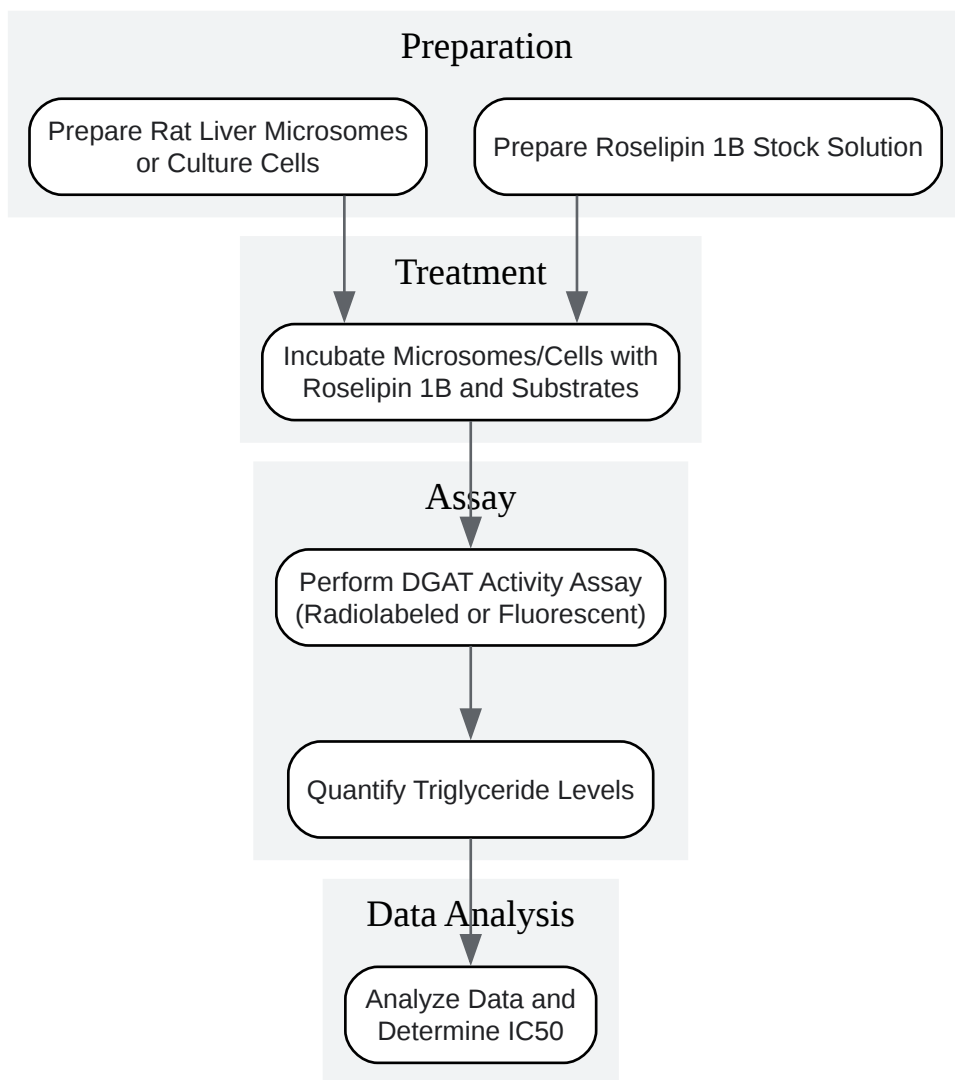 Preparation
Prepare Rat Liver Microsomes
or Culture Cells
Prepare Roselipin 1B Stock Solution
Treatment
Incubate Microsomes/Cells with
Roselipin 1B and Substrates
Assay
Perform DGAT Activity Assay
(Radiolabeled or Fluorescent)
Quantify Triglyceride Levels
Data Analysis
Analyze Data and
Determine IC50